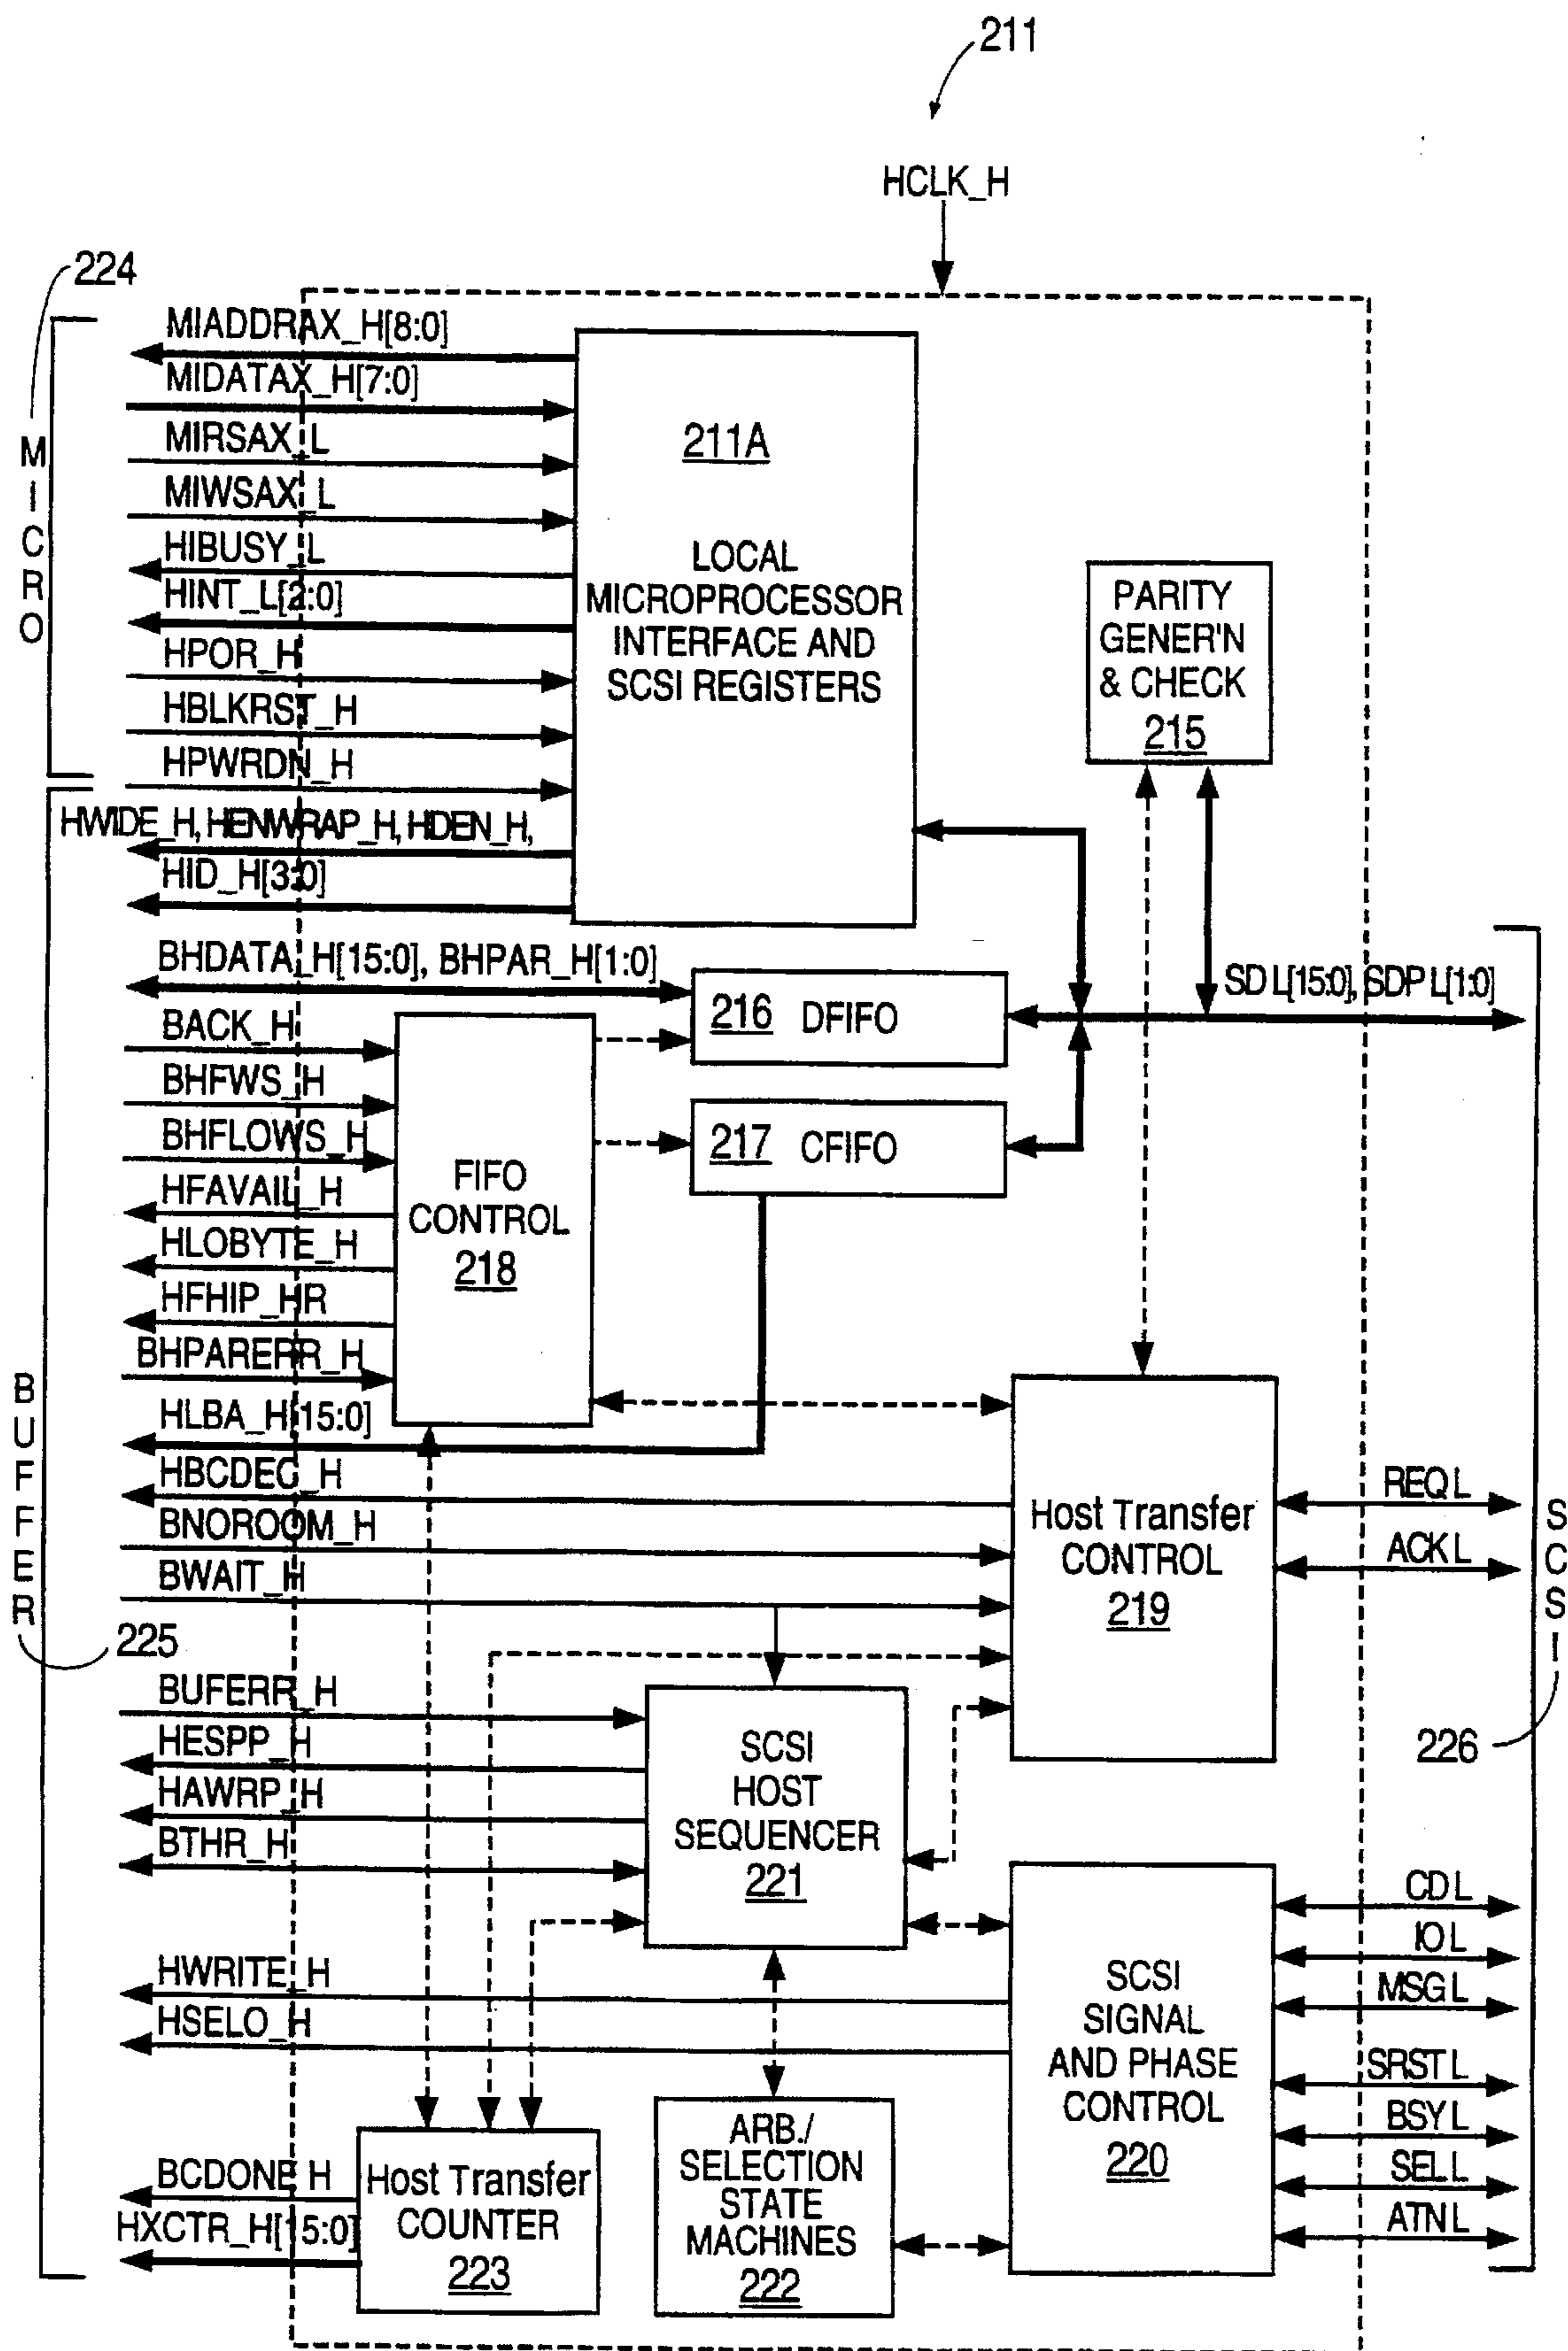 211
HCLK_H
224
MICRO
MIADDRAX_H[8:0]
MIDATAX_H[7:0]
MIRSAX_L
MIWSAX_L
HIBUSY_L
HINT_L[2:0]
HPOR_H
HBLKRST_H
HPWRDN_H
HWIDE_H, HENWRAP_H, HDEN_H,
HID_H[3:0]
211A
LOCAL
MICROPROCESSOR
INTERFACE AND
SCSI REGISTERS
PARITY
GENER'N
& CHECK
215
BHDATA_H[15:0], BHPAR_H[1:0]
216 DFIFO
SD L[15:0], SDP L[1:0]
BACK_H
BHFWS_H
BHFLOWS_H
HFAVAIL_H
HLOBYTE_H
HFHIP_HR
BHPARERR_H
217 CFIFO
FIFO
CONTROL
218
BUFFER
225
HLBA_H[15:0]
HBCDEC_H
BNOROOM_H
BWAIT_H
Host Transfer
CONTROL
219
REQ L
ACK L
SCSI
226
BUFERR_H
HESPP_H
HAWRP_H
BTHR_H
SCSI
HOST
SEQUENCER
221
HWRITE_H
HSELO_H
SCSI
SIGNAL
AND PHASE
CONTROL
220
CD L
IO L
MSG L
SRST L
BSY L
SEL L
ATN L
BCDONE_H
HXCTR_H[15:0]
Host Transfer
COUNTER
223
ARB./
SELECTION
STATE
MACHINES
222